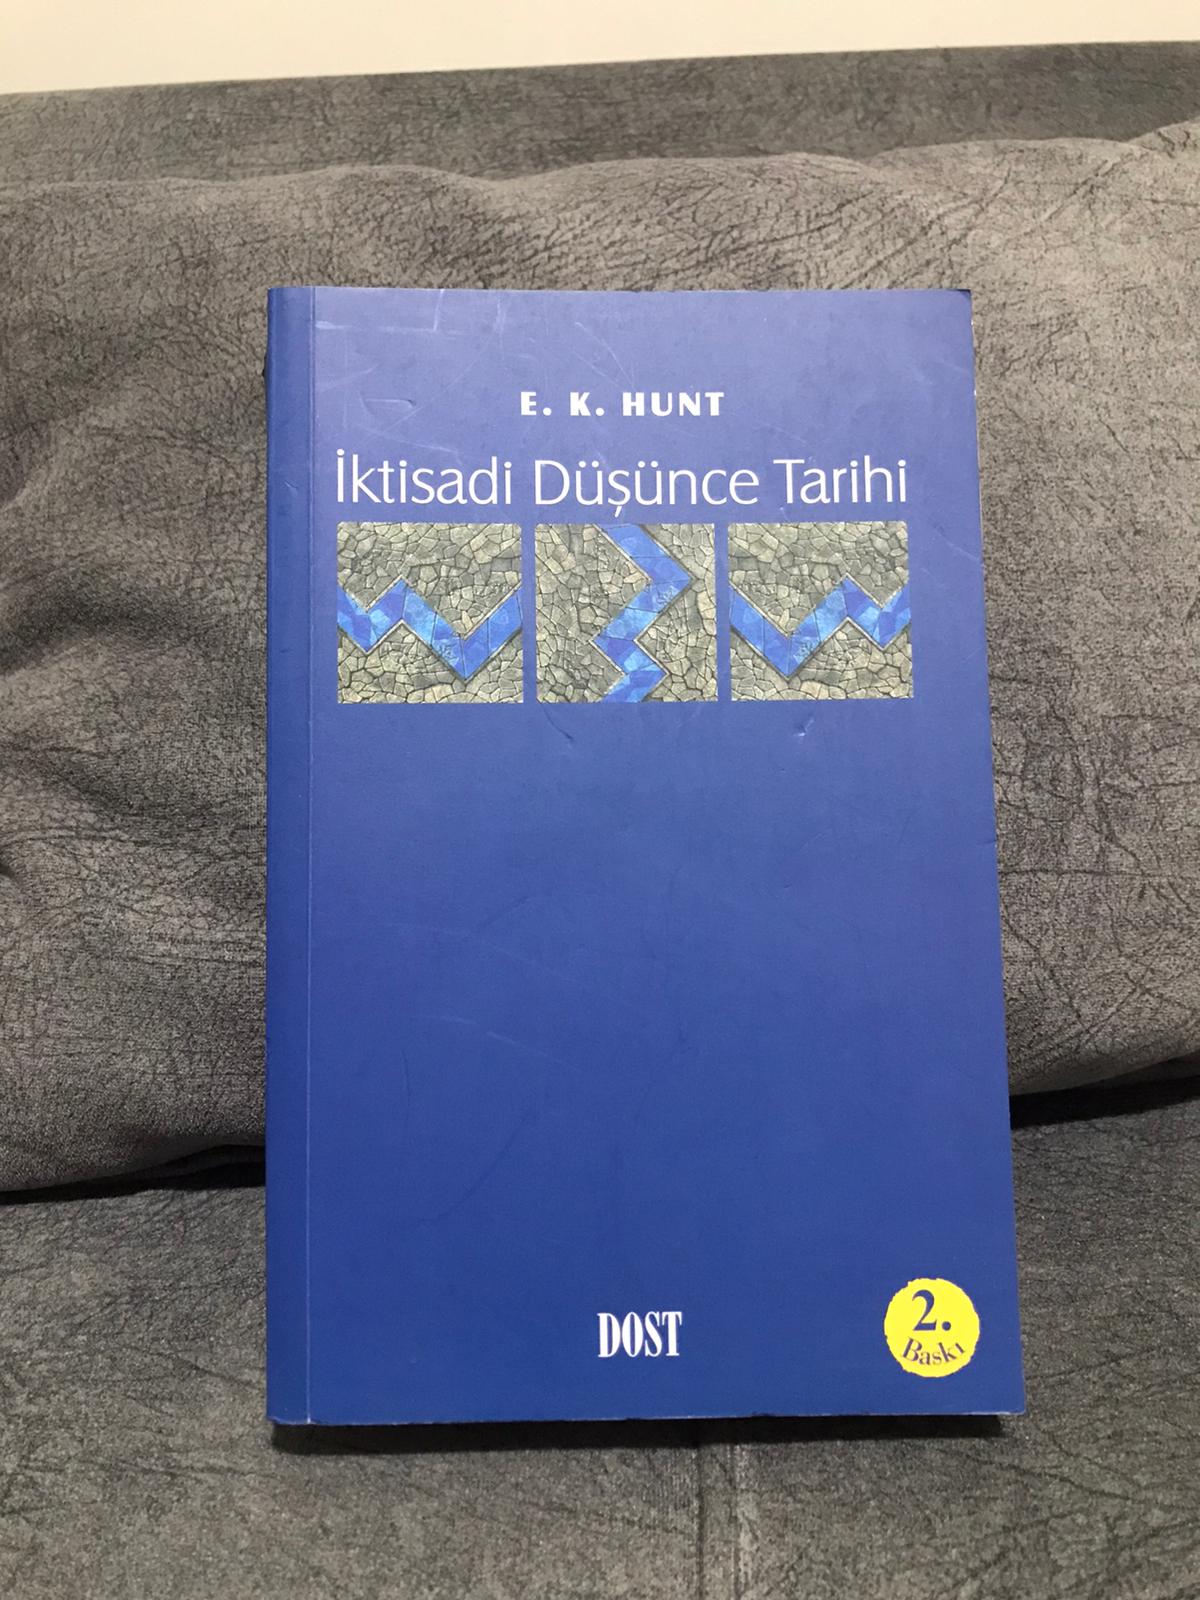 E. K. HUNT
İktisadi Düşünce Tarihi
DOST
2.
Baskı